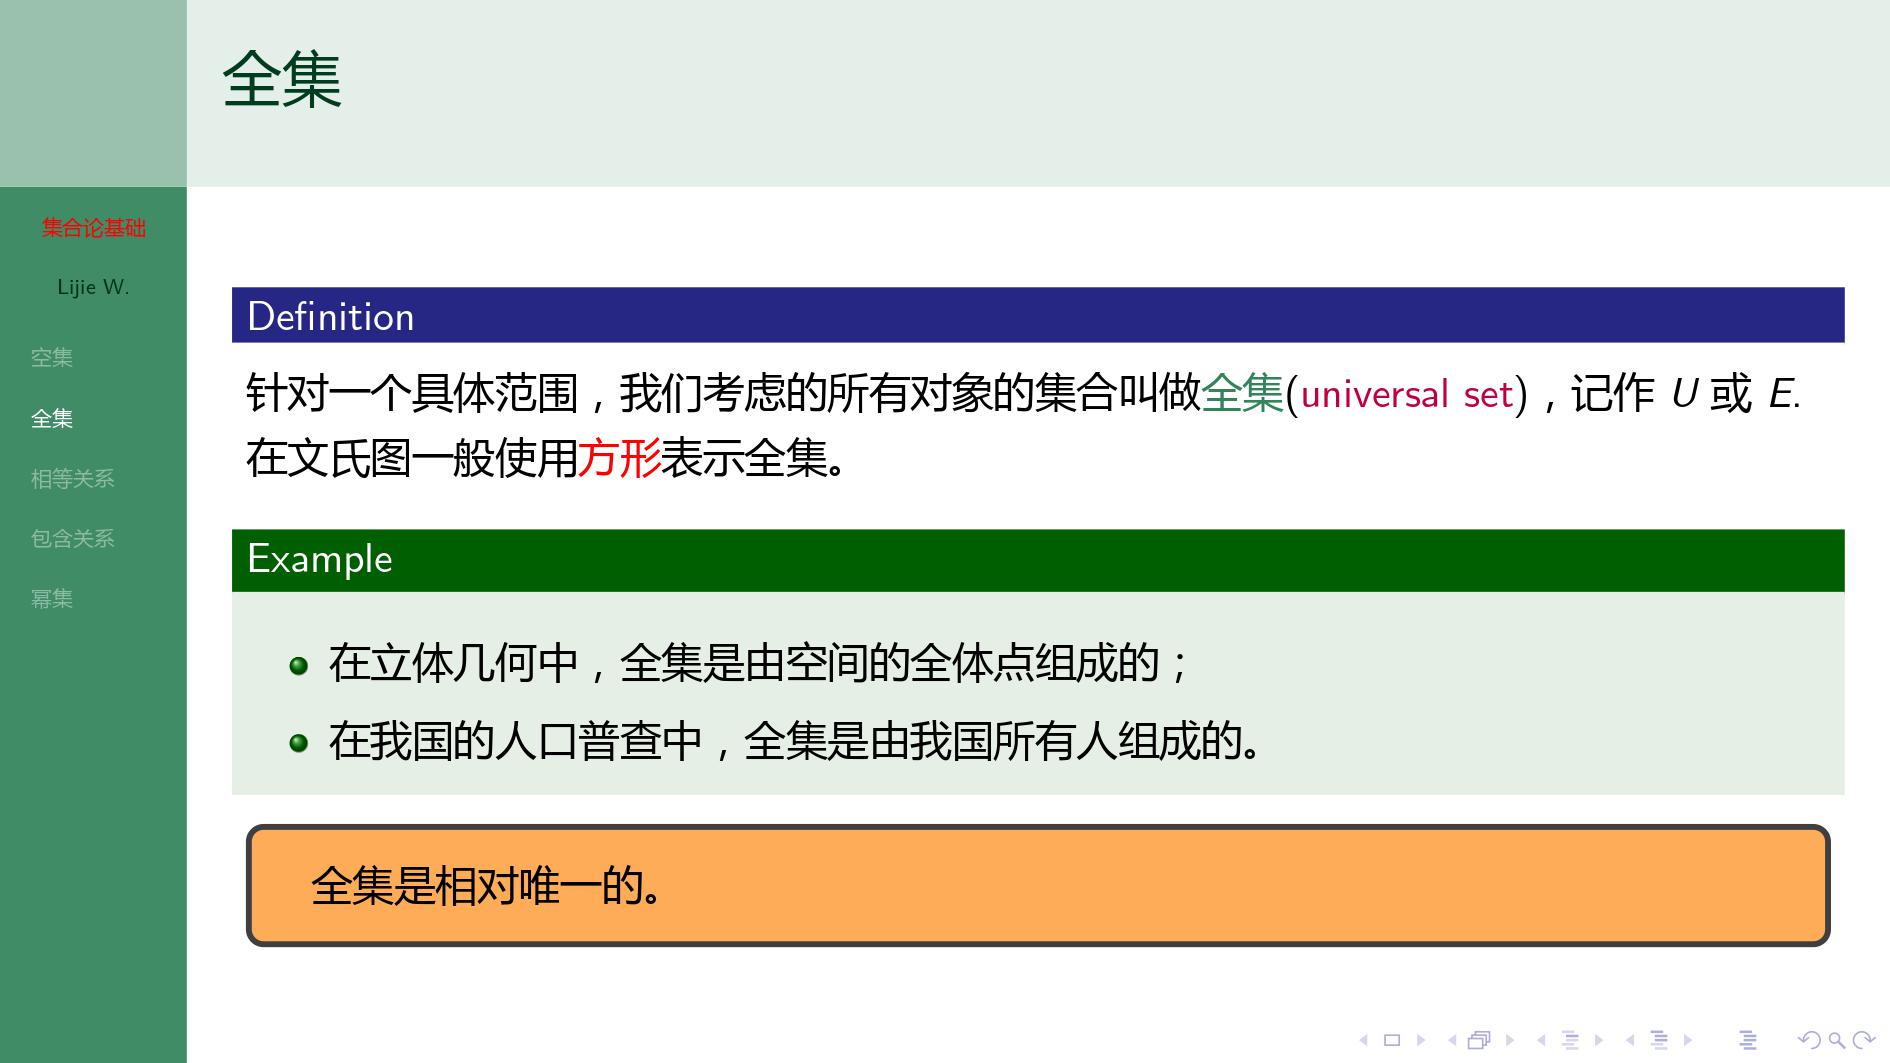 全集
集合论基础
Lijie W.
空集
全集
相等关系
包含关系
幂集
Definition
针对一个具体范围，我们考虑的所有对象的集合叫做全集(universal set)，记作 U 或 E.
在文氏图一般使用方形表示全集。
Example
在立体几何中，全集是由空间的全体点组成的；
在我国的人口普查中，全集是由我国所有人组成的。
全集是相对唯一的。